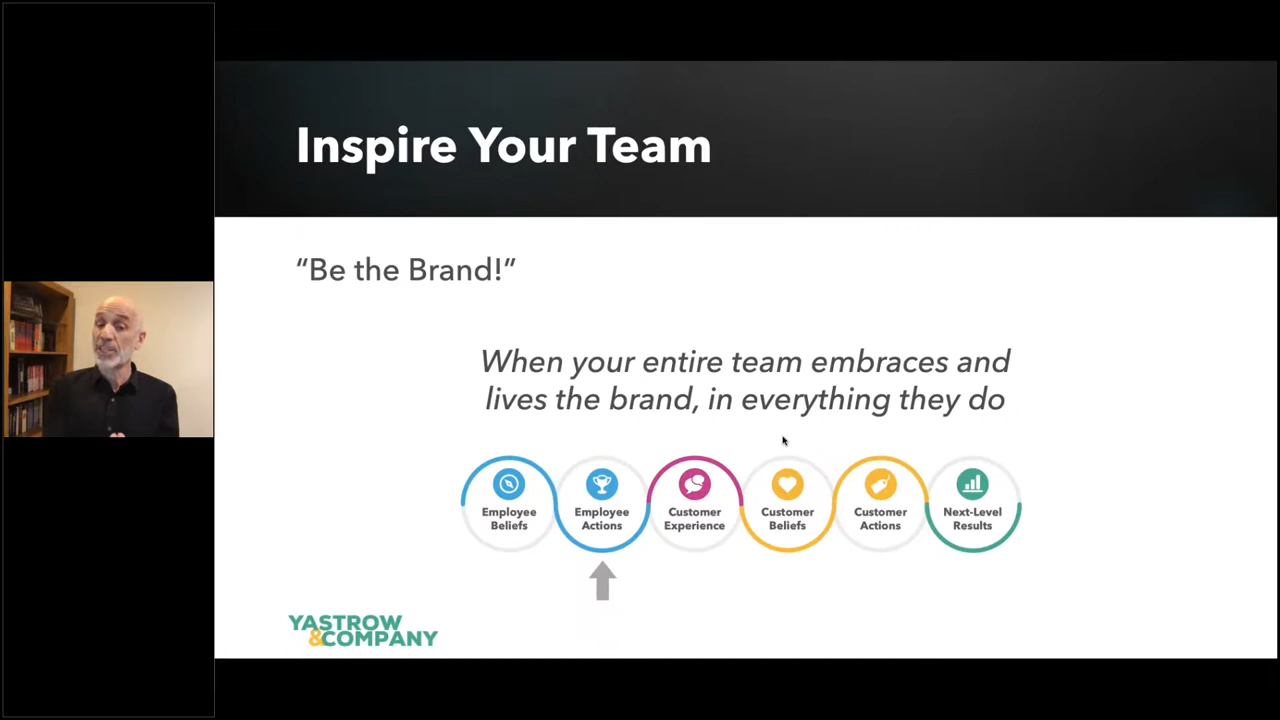 Inspire Your Team
“Be the Brand!”
When your entire team embraces and
lives the brand, in everything they do
Employee
Beliefs
Employee
Actions
Customer
Experience
Customer
Beliefs
Customer
Actions
Next-Level
Results
YASTROW
&COMPANY